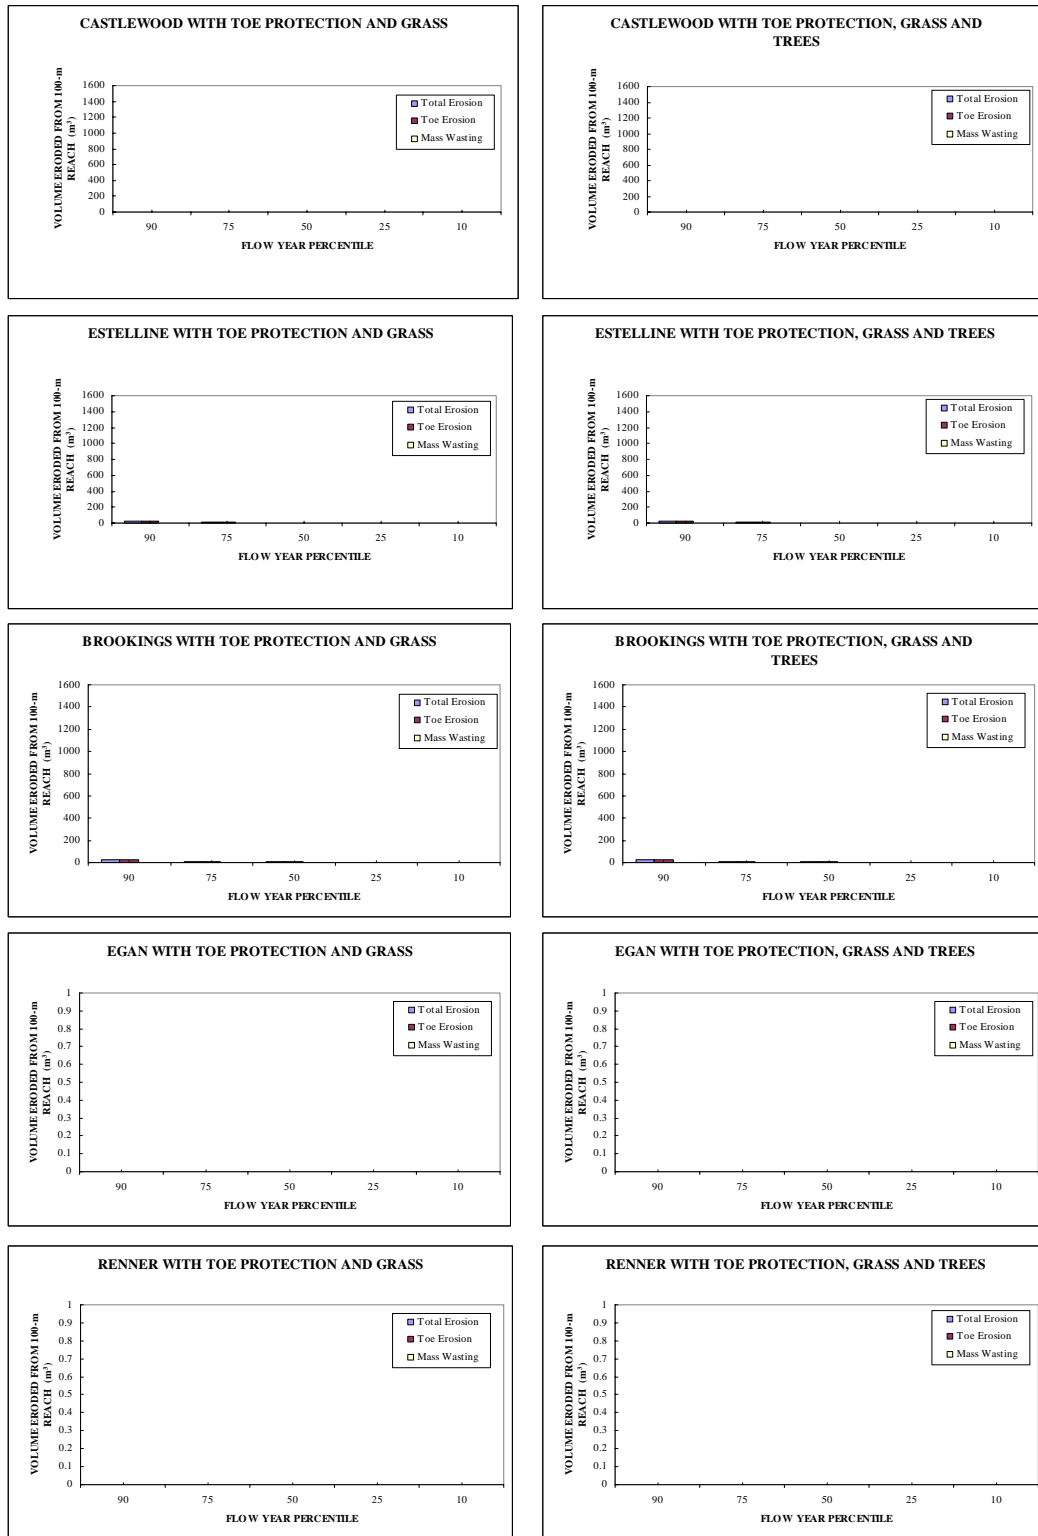 CASTLEWOOD WITH TOE PROTECTION AND GRASS
VOLUME ERODED FROM 100-m
REACH (m³)
1600
1400
1200
1000
800
600
400
200
0
Total Erosion
Toe Erosion
Mass Wasting
90 75 50 25 10
FLOW YEAR PERCENTILE
CASTLEWOOD WITH TOE PROTECTION, GRASS AND
TREES
VOLUME ERODED FROM 100-m
REACH (m³)
1600
1400
1200
1000
800
600
400
200
0
Total Erosion
Toe Erosion
Mass Wasting
90 75 50 25 10
FLOW YEAR PERCENTILE
ESTELLINE WITH TOE PROTECTION AND GRASS
VOLUME ERODED FROM 100-m
REACH (m³)
1600
1400
1200
1000
800
600
400
200
0
Total Erosion
Toe Erosion
Mass Wasting
90 75 50 25 10
FLOW YEAR PERCENTILE
ESTELLINE WITH TOE PROTECTION, GRASS AND TREES
VOLUME ERODED FROM 100-m
REACH (m³)
1600
1400
1200
1000
800
600
400
200
0
Total Erosion
Toe Erosion
Mass Wasting
90 75 50 25 10
FLOW YEAR PERCENTILE
BROOKINGS WITH TOE PROTECTION AND GRASS
VOLUME ERODED FROM 100-m
REACH (m³)
1600
1400
1200
1000
800
600
400
200
0
Total Erosion
Toe Erosion
Mass Wasting
90 75 50 25 10
FLOW YEAR PERCENTILE
BROOKINGS WITH TOE PROTECTION, GRASS AND
TREES
VOLUME ERODED FROM 100-m
REACH (m³)
1600
1400
1200
1000
800
600
400
200
0
Total Erosion
Toe Erosion
Mass Wasting
90 75 50 25 10
FLOW YEAR PERCENTILE
EGAN WITH TOE PROTECTION AND GRASS
VOLUME ERODED FROM 100-m
REACH (m³)
1
0.9
0.8
0.7
0.6
0.5
0.4
0.3
0.2
0.1
0
Total Erosion
Toe Erosion
Mass Wasting
90 75 50 25 10
FLOW YEAR PERCENTILE
EGAN WITH TOE PROTECTION, GRASS AND TREES
VOLUME ERODED FROM 100-m
REACH (m³)
1
0.9
0.8
0.7
0.6
0.5
0.4
0.3
0.2
0.1
0
Total Erosion
Toe Erosion
Mass Wasting
90 75 50 25 10
FLOW YEAR PERCENTILE
RENNER WITH TOE PROTECTION AND GRASS
VOLUME ERODED FROM 100-m
REACH (m³)
1
0.9
0.8
0.7
0.6
0.5
0.4
0.3
0.2
0.1
0
Total Erosion
Toe Erosion
Mass Wasting
90 75 50 25 10
FLOW YEAR PERCENTILE
RENNER WITH TOE PROTECTION, GRASS AND TREES
VOLUME ERODED FROM 100-m
REACH (m³)
1
0.9
0.8
0.7
0.6
0.5
0.4
0.3
0.2
0.1
0
Total Erosion
Toe Erosion
Mass Wasting
90 75 50 25 10
FLOW YEAR PERCENTILE